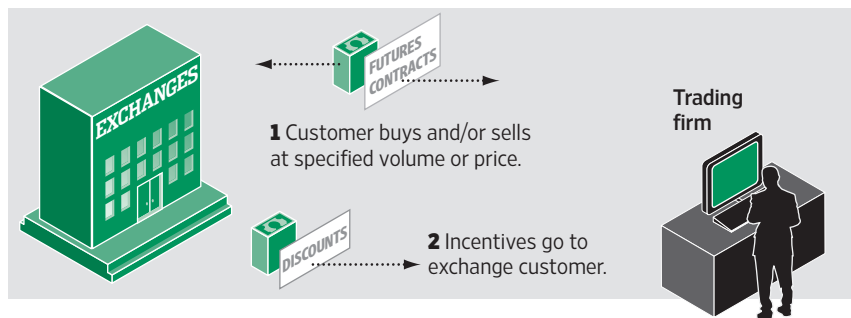 EXCHANGES
FUTURES
CONTRACTS
1 Customer buys and/or sells
at specified volume or price.
Trading
firm
DISCOUNTS
2 Incentives go to
exchange customer.